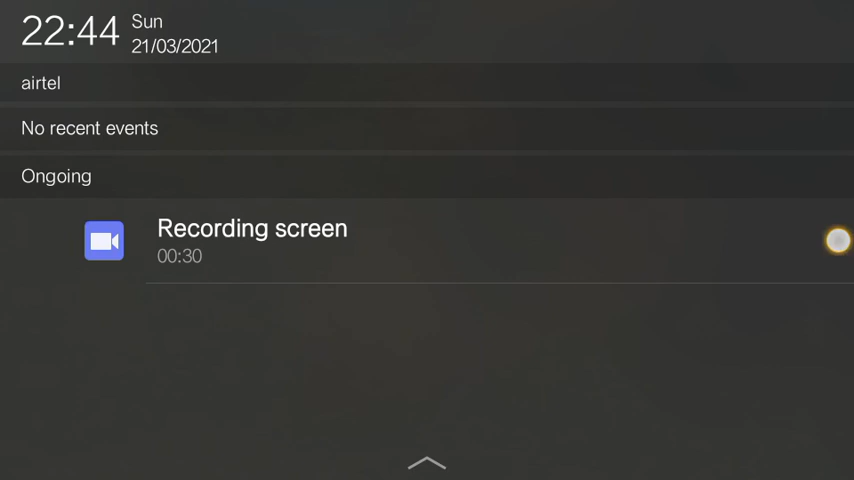 22:44
Sun
21/03/2021
airtel
No recent events
Ongoing
Recording screen
00:30